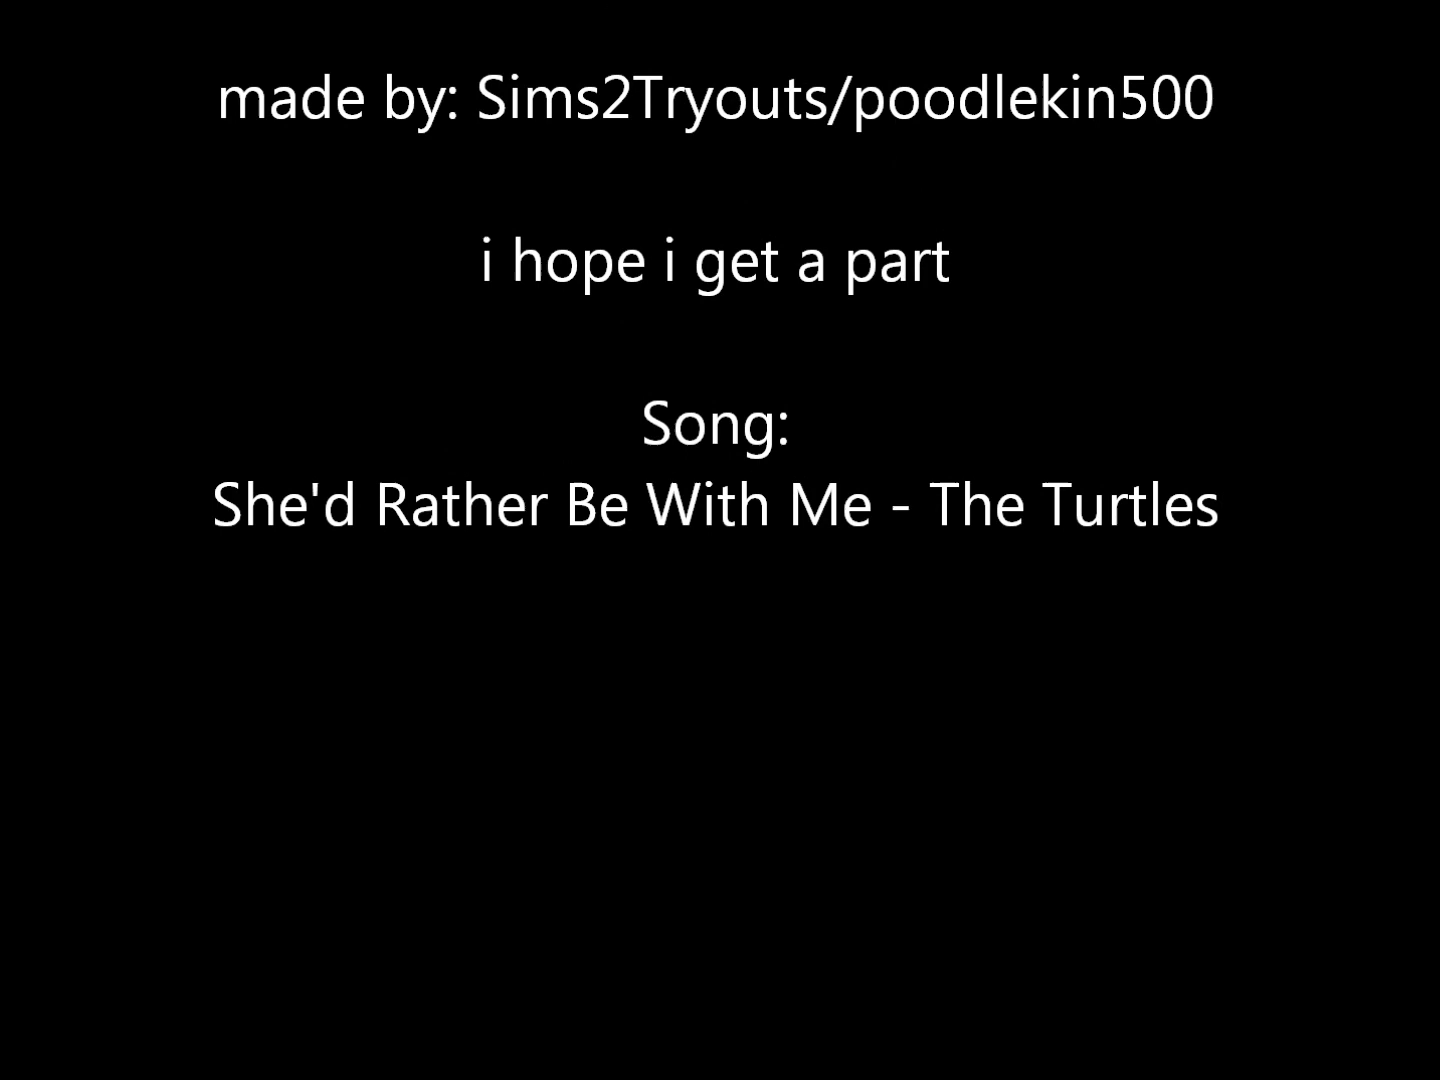 made by: Sims2Tryouts/poodlekin500
i hope i get a part
Song:
She'd Rather Be With Me - The Turtles